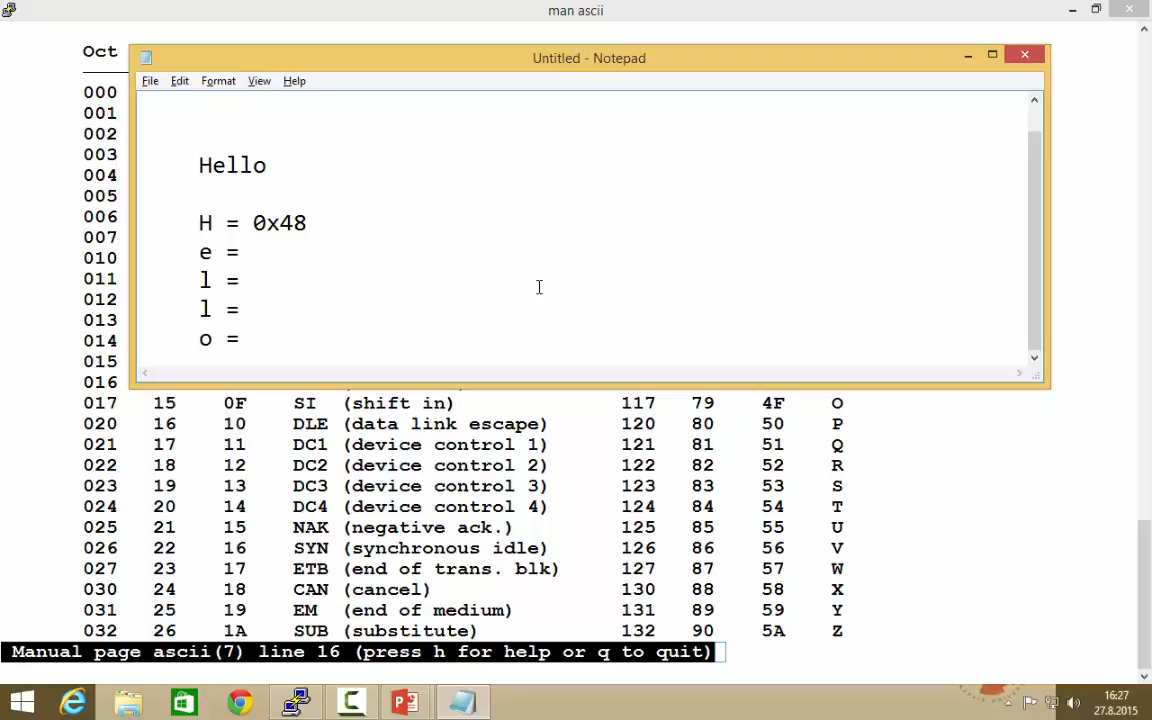 man ascii
Oct
Untitled - Notepad
File Edit Format View Help
000
001
002
003
004
005
006
007
010
011
012
013
014
015
016
Hello
H = 0x48
e =
l =
l =
o =
017 15 0F SI (shift in) 117 79 4F O
020 16 10 DLE (data link escape) 120 80 50 P
021 17 11 DC1 (device control 1) 121 81 51 Q
022 18 12 DC2 (device control 2) 122 82 52 R
023 19 13 DC3 (device control 3) 123 83 53 S
024 20 14 DC4 (device control 4) 124 84 54 T
025 21 15 NAK (negative ack.) 125 85 55 U
026 22 16 SYN (synchronous idle) 126 86 56 V
027 23 17 ETB (end of trans. blk) 127 87 57 W
030 24 18 CAN (cancel) 130 88 58 X
031 25 19 EM (end of medium) 131 89 59 Y
032 26 1A SUB (substitute) 132 90 5A Z
Manual page ascii(7) line 16 (press h for help or q to quit)
16:27
27.8.2015